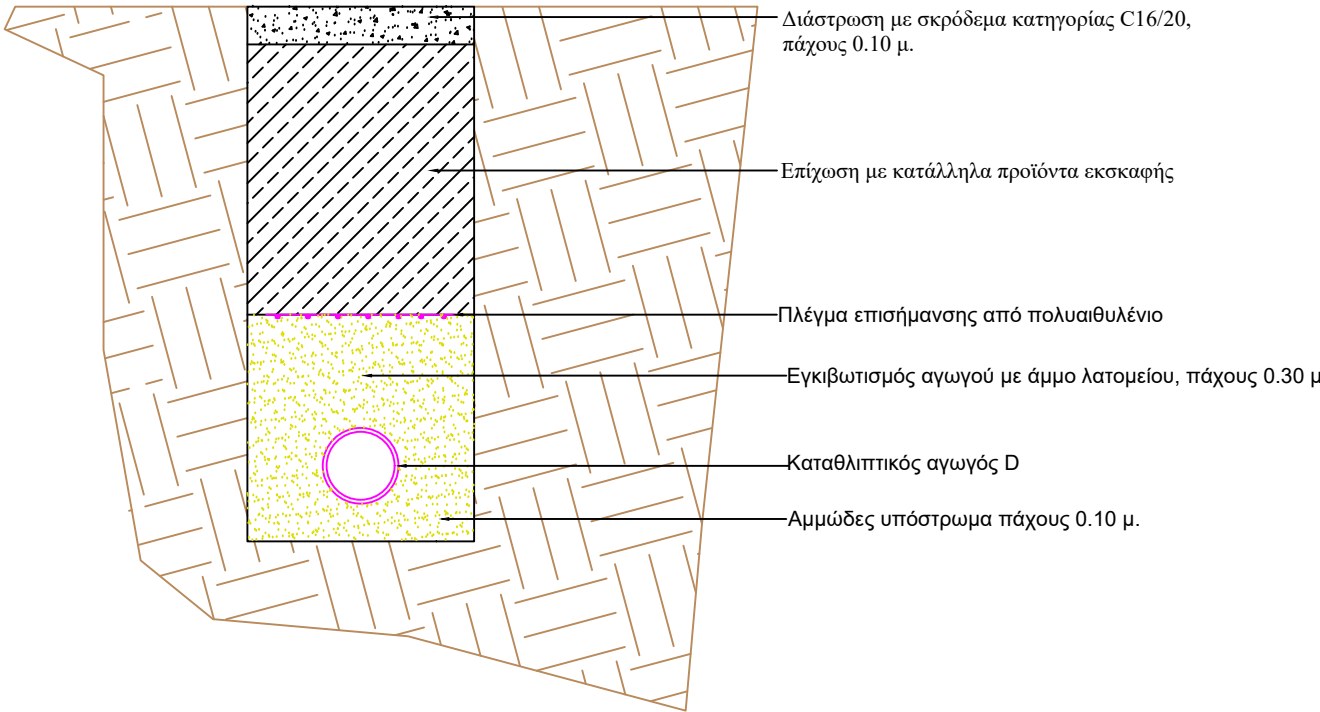 Διάστρωση με σκρόδεμα κατηγορίας C16/20,
πάχους 0.10 μ.
Επίχωση με κατάλληλα προϊόντα εκσκαφής
Πλέγμα επισήμανσης από πολυαιθυλένιο
Εγκιβωτισμός αγωγού με άμμο λατομείου, πάχους 0.30 μ
Καταθλιπτικός αγωγός D
Αμμώδες υπόστρωμα πάχους 0.10 μ.